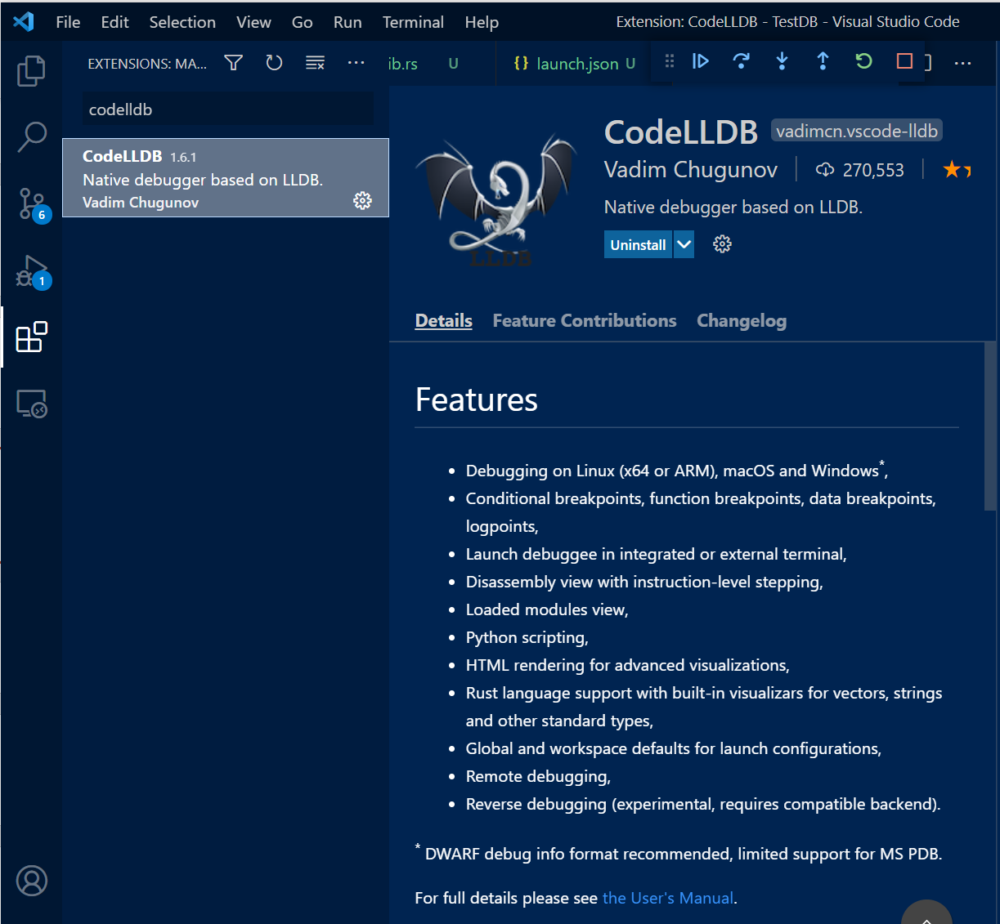 File Edit Selection View Go Run Terminal Help Extension: CodeLLDB - TestDB - Visual Studio Code
EXTENSIONS: MA... ib.rs U {} launch.json U
codelldb
CodeLLDB 1.6.1
Native debugger based on LLDB.
Vadim Chugunov
6
1
LLDB
CodeLLDB vadimcn.vscode-lldb
Vadim Chugunov 270,553
Native debugger based on LLDB.
Uninstall
Details Feature Contributions Changelog
Features
• Debugging on Linux (x64 or ARM), macOS and Windows*,
• Conditional breakpoints, function breakpoints, data breakpoints,
logpoints,
• Launch debuggee in integrated or external terminal,
• Disassembly view with instruction-level stepping,
• Loaded modules view,
• Python scripting,
• HTML rendering for advanced visualizations,
• Rust language support with built-in visualizars for vectors, strings
and other standard types,
• Global and workspace defaults for launch configurations,
• Remote debugging,
• Reverse debugging (experimental, requires compatible backend).
* DWARF debug info format recommended, limited support for MS PDB.
For full details please see the User's Manual.